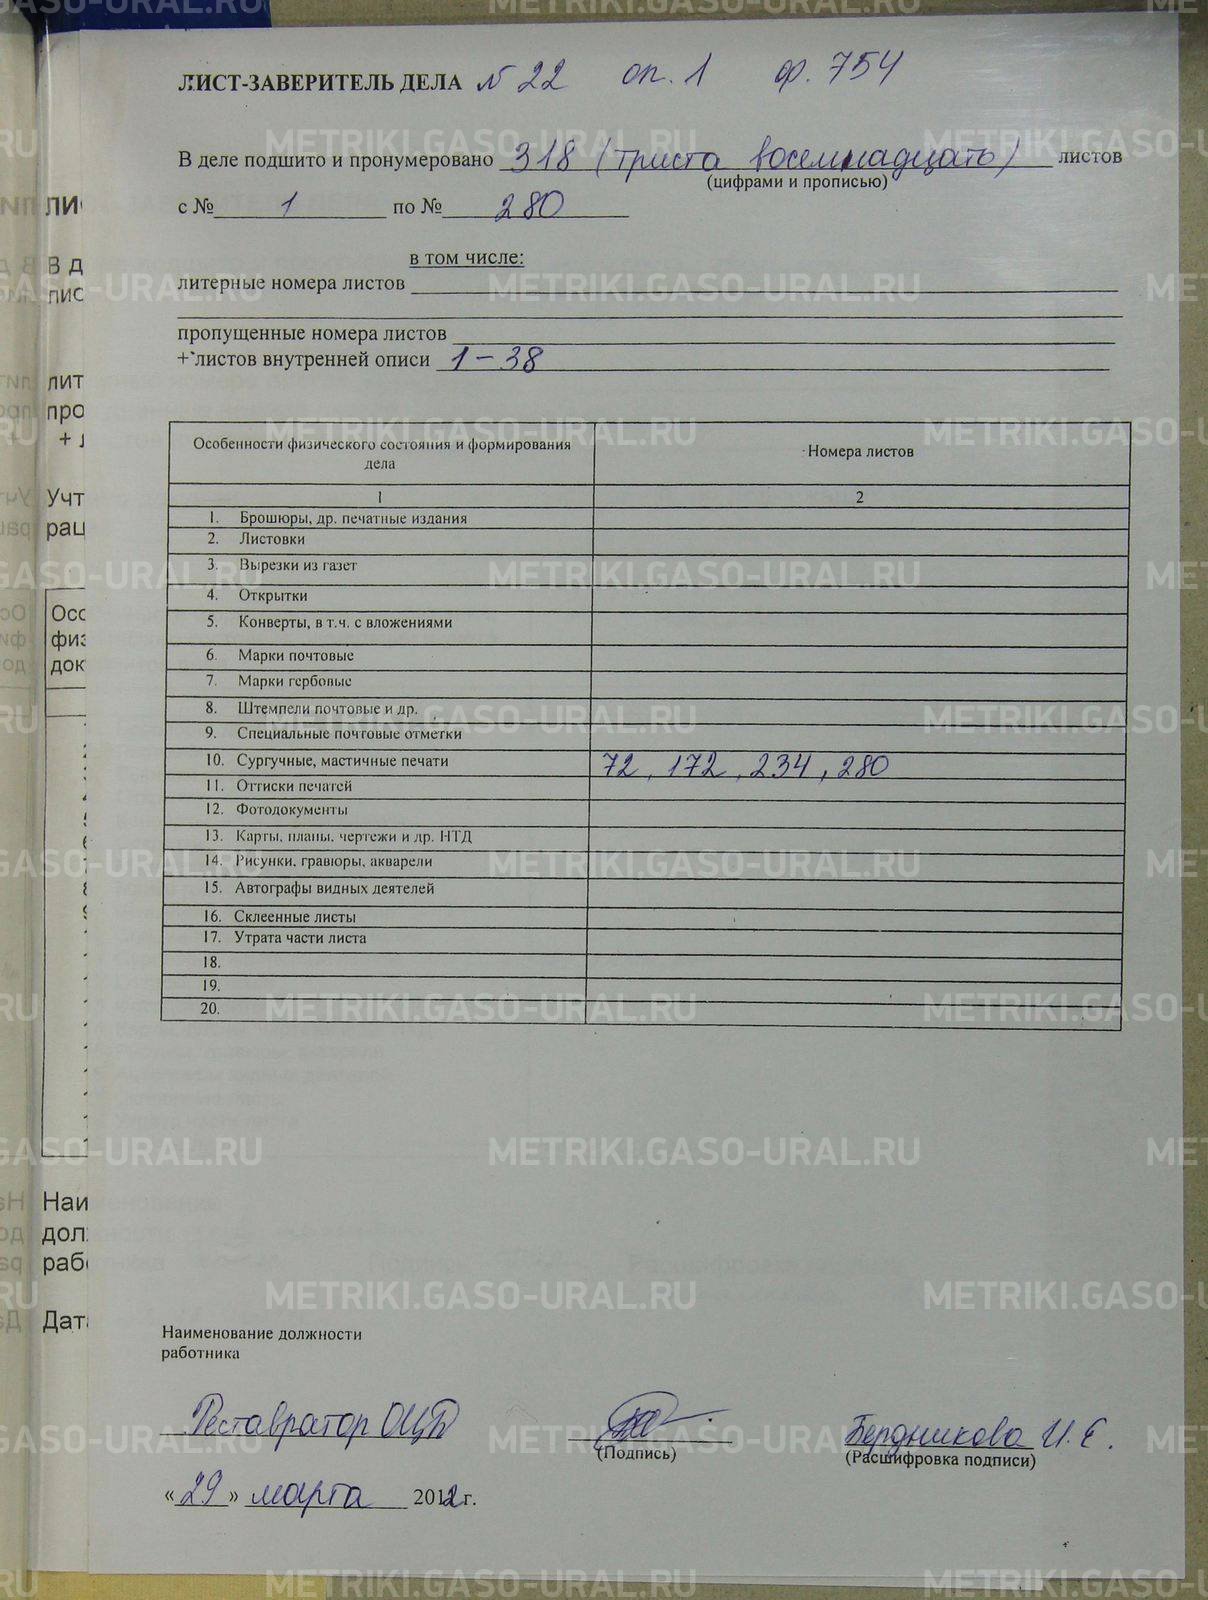 ЛИСТ-ЗАВЕРИТЕЛЬ ДЕЛА № 22 оп. 1 ф. 754
В деле подшито и пронумеровано 318 (триста восемнадцать) листов
(цифрами и прописью)
с № 1 по № 280
в том числе:
литерные номера листов
пропущенные номера листов
+ листов внутренней описи 1-38
Особенности физического состояния и формирования дела Номера листов
1 2
1. Брошюры, др. печатные издания
2. Листовки
3. Вырезки из газет
4. Открытки
5. Конверты, в т.ч. с вложениями
6. Марки почтовые
7. Марки гербовые
8. Штемпели почтовые и др.
9. Специальные почтовые отметки
10. Сургучные, мастичные печати 72, 172, 234, 280
11. Оттиски печатей
12. Фотодокументы
13. Карты, планы, чертежи и др. НТД
14. Рисунки, гравюры, акварели
15. Автографы видных деятелей
16. Склеенные листы
17. Утрата части листа
18.
19.
20.
Наименование должности
работника
Реставратор ОЦБ Бердникова И. Е.
(Подпись) (Расшифровка подписи)
«29» марта 2012 г.
METRIKI.GASO-URAL.RU